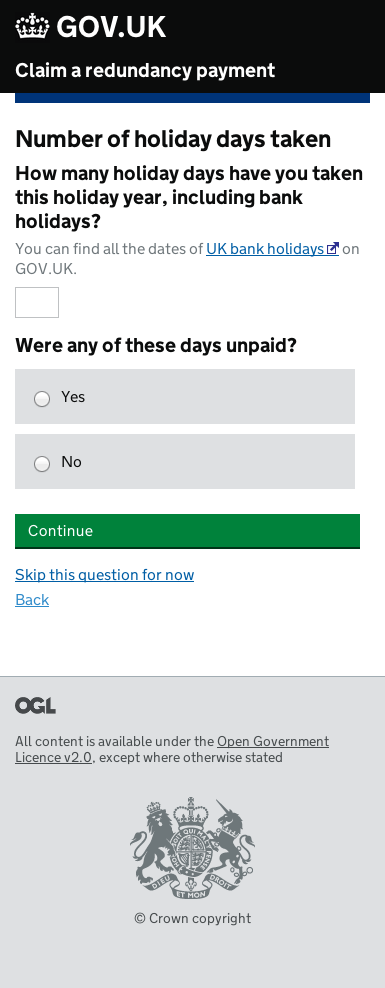 GOV.UK
Claim a redundancy payment
Number of holiday days taken
How many holiday days have you taken
this holiday year, including bank
holidays?
You can find all the dates of UK bank holidays on
GOV.UK.
Were any of these days unpaid?
Yes
No
Continue
Skip this question for now
Back
OGL
All content is available under the Open Government
Licence v2.0, except where otherwise stated
DIEU ET MON DROIT
© Crown copyright